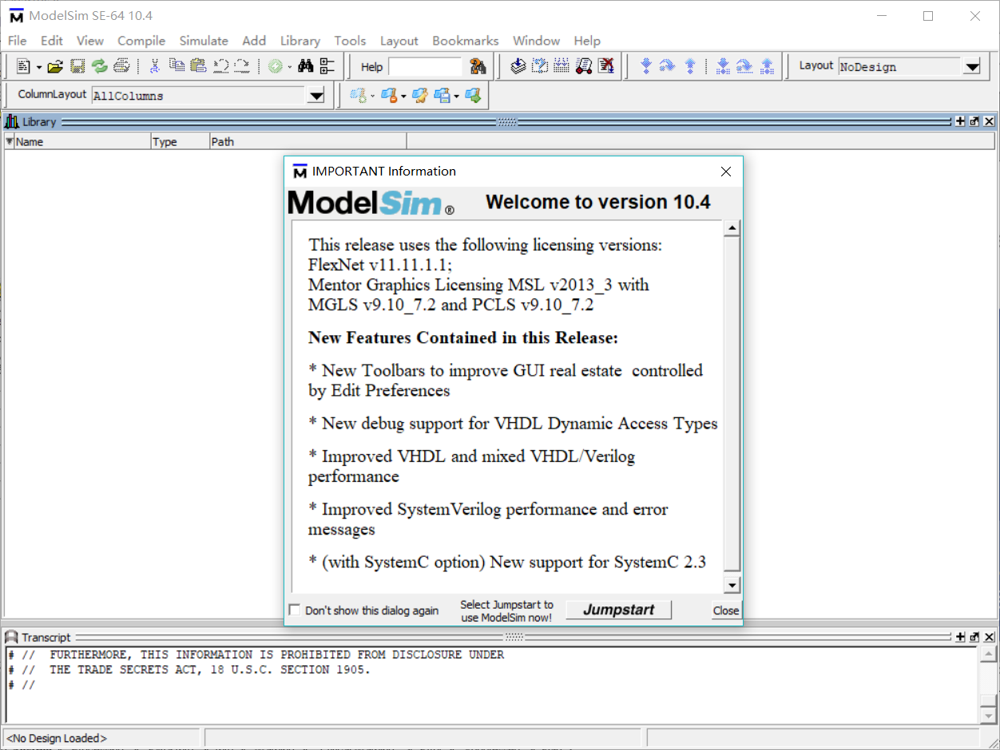 ModelSim SE-64 10.4
File Edit View Compile Simulate Add Library Tools Layout Bookmarks Window Help
Help
Layout NoDesign
ColumnLayout AllColumns
Library
Name Type Path
IMPORTANT Information
ModelSim ® Welcome to version 10.4
This release uses the following licensing versions:
FlexNet v11.11.1.1;
Mentor Graphics Licensing MSL v2013_3 with
MGLS v9.10_7.2 and PCLS v9.10_7.2
New Features Contained in this Release:
* New Toolbars to improve GUI real estate  controlled
by Edit Preferences
* New debug support for VHDL Dynamic Access Types
* Improved VHDL and mixed VHDL/Verilog
performance
* Improved SystemVerilog performance and error
messages
* (with SystemC option) New support for SystemC 2.3
Don't show this dialog again
Select Jumpstart to
use ModelSim now!
Jumpstart
Close
Transcript
# //  FURTHERMORE, THIS INFORMATION IS PROHIBITED FROM DISCLOSURE UNDER
# //  THE TRADE SECRETS ACT, 18 U.S.C. SECTION 1905.
# //
<No Design Loaded>